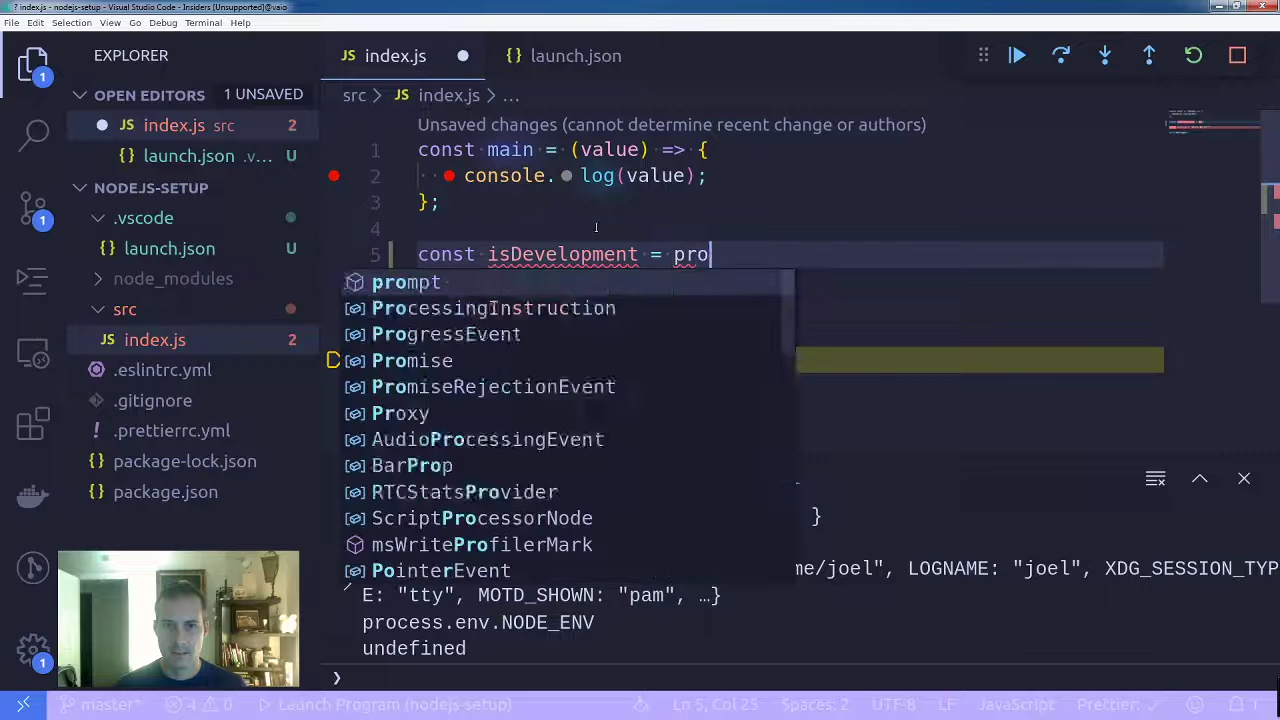 index.js - nodejs-setup - Visual Studio Code - Insiders [Unsupported]@vaio
File Edit Selection View Go Debug Terminal Help
EXPLORER
OPEN EDITORS 1 UNSAVED
JS index.js src 2
{} launch.json .v... U
NODEJS-SETUP
.vscode
{} launch.json U
node_modules
src
JS index.js 2
.eslintrc.yml
.gitignore
! .prettierrc.yml
{} package-lock.json
{} package.json
1
1
1
JS index.js
{} launch.json
src > JS index.js > ...
Unsaved changes (cannot determine recent change or authors)
1 const main = (value) => {
2 console. log(value);
3 };
4
5 const isDevelopment = pro
prompt
ProcessingInstruction
ProgressEvent
Promise
PromiseRejectionEvent
Proxy
AudioProcessingEvent
BarProp
RTCStatsProvider
ScriptProcessorNode
msWriteProfilerMark
PointerEvent
}
me/joel", LOGNAME: "joel", XDG_SESSION_TYP
E: "tty", MOTD_SHOWN: "pam", …}
process.env.NODE_ENV
undefined
master* 4 0 Launch Program (nodejs-setup) Ln 5, Col 25 Spaces: 2 UTF-8 LF JavaScript Prettier: ✓ 1